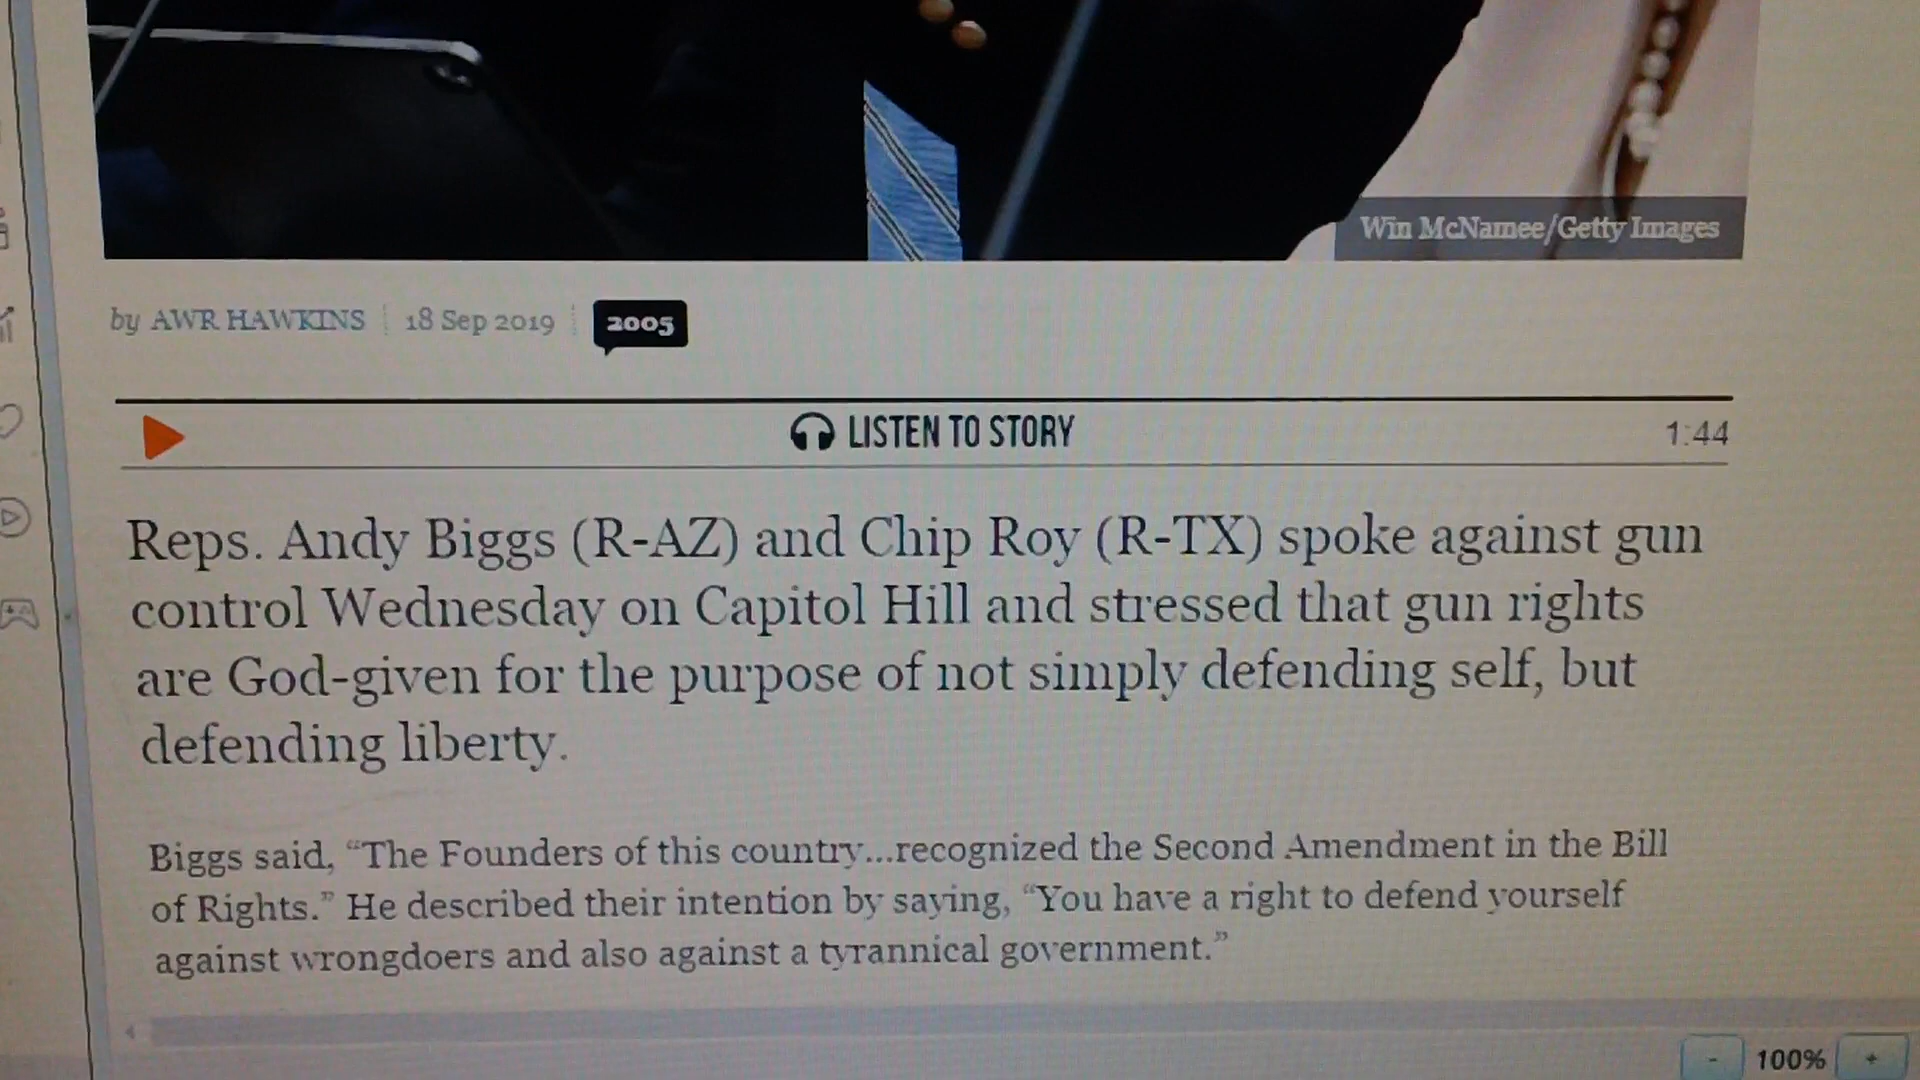 Win McNamee/Getty Images
by AWR HAWKINS 18 Sep 2019 2005
LISTEN TO STORY 1:44
Reps. Andy Biggs (R-AZ) and Chip Roy (R-TX) spoke against gun
control Wednesday on Capitol Hill and stressed that gun rights
are God-given for the purpose of not simply defending self, but
defending liberty.
Biggs said, “The Founders of this country...recognized the Second Amendment in the Bill
of Rights.” He described their intention by saying, “You have a right to defend yourself
against wrongdoers and also against a tyrannical government.”
- 100% +